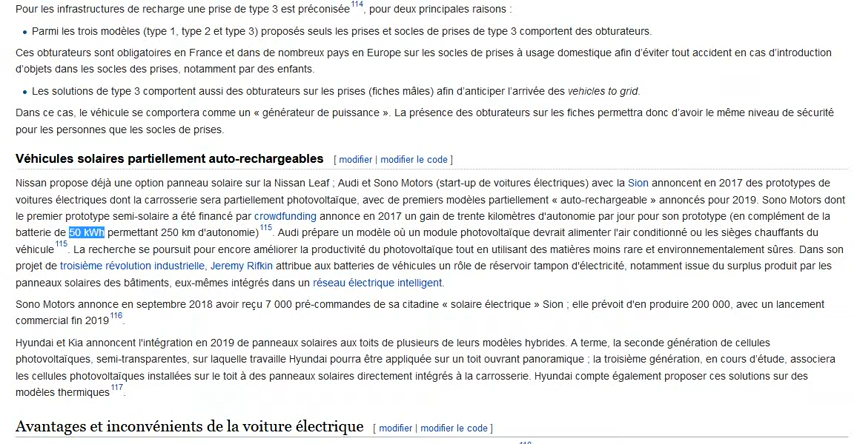 Pour les infrastructures de recharge une prise de type 3 est préconisée 114, pour deux principales raisons :
• Parmi les trois modèles (type 1, type 2 et type 3) proposés seuls les prises et socles de prises de type 3 comportent des obturateurs.
Ces obturateurs sont obligatoires en France et dans de nombreux pays en Europe sur les socles de prises à usage domestique afin d'éviter tout accident en cas d'introduction
d'objets dans les socles des prises, notamment par des enfants.
• Les solutions de type 3 comportent aussi des obturateurs sur les prises (fiches mâles) afin d'anticiper l'arrivée des vehicles to grid.
Dans ce cas, le véhicule se comportera comme un « générateur de puissance ». La présence des obturateurs sur les fiches permettra donc d'avoir le même niveau de sécurité
pour les personnes que les socles de prises.
Véhicules solaires partiellement auto-rechargeables [ modifier | modifier le code ]
Nissan propose déjà une option panneau solaire sur la Nissan Leaf ; Audi et Sono Motors (start-up de voitures électriques) avec la Sion annoncent en 2017 des prototypes de
voitures électriques dont la carrosserie sera partiellement photovoltaïque, avec de premiers modèles partiellement « auto-rechargeable » annoncés pour 2019. Sono Motors dont
le premier prototype semi-solaire a été financé par crowdfunding annonce en 2017 un gain de trente kilomètres d'autonomie par jour pour son prototype (en complément de la
batterie de 50 kWh permettant 250 km d'autonomie) 115. Audi prépare un modèle où un module photovoltaïque devrait alimenter l'air conditionné ou les sièges chauffants du
véhicule 115. La recherche se poursuit pour encore améliorer la productivité du photovoltaïque tout en utilisant des matières moins rare et environnementalement sûres. Dans son
projet de troisième révolution industrielle, Jeremy Rifkin attribue aux batteries de véhicules un rôle de réservoir tampon d'électricité, notamment issue du surplus produit par les
panneaux solaires des bâtiments, eux-mêmes intégrés dans un réseau électrique intelligent.
Sono Motors annonce en septembre 2018 avoir reçu 7 000 pré-commandes de sa citadine « solaire électrique » Sion ; elle prévoit d'en produire 200 000, avec un lancement
commercial fin 2019 116.
Hyundai et Kia annoncent l'intégration en 2019 de panneaux solaires aux toits de plusieurs de leurs modèles hybrides. A terme, la seconde génération de cellules
photovoltaïques, semi-transparentes, sur laquelle travaille Hyundai pourra être appliquée sur un toit ouvrant panoramique ; la troisième génération, en cours d'étude, associera
les cellules photovoltaïques installées sur le toit à des panneaux solaires directement intégrés à la carrosserie. Hyundai compte également proposer ces solutions sur des
modèles thermiques 117.
Avantages et inconvénients de la voiture électrique [ modifier | modifier le code ]